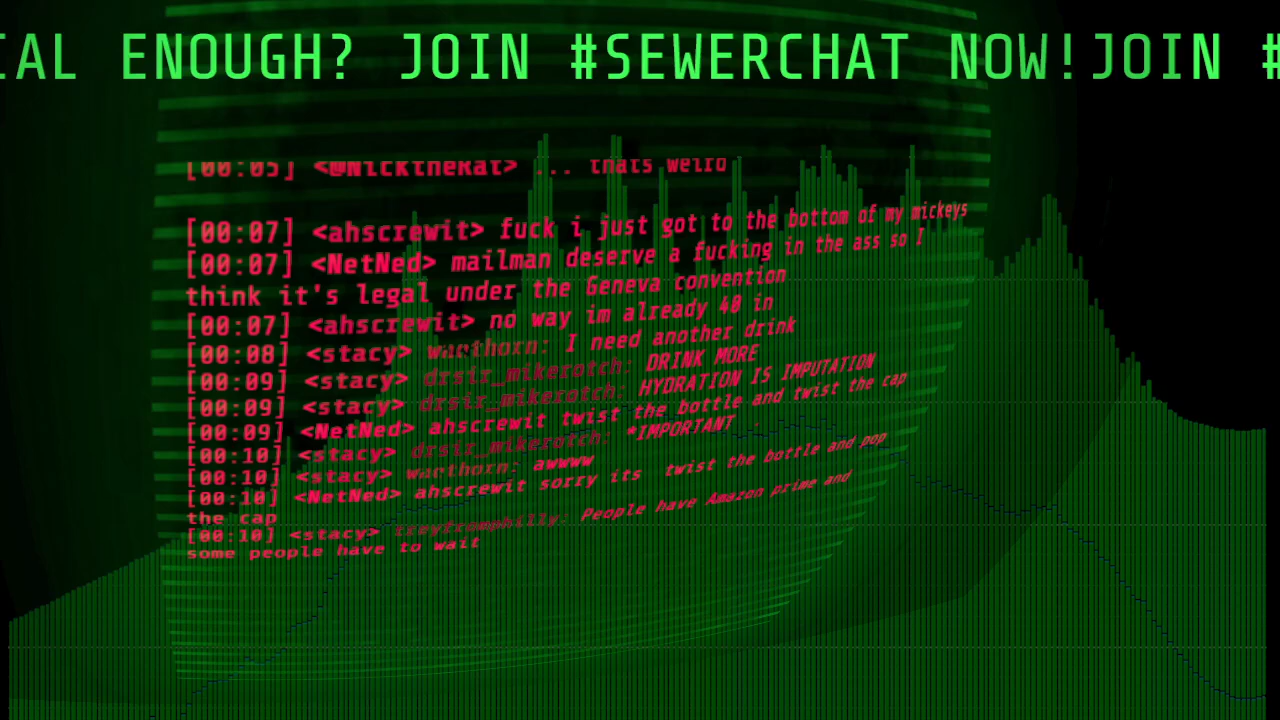 IAL ENOUGH? JOIN #SEWERCHAT NOW!JOIN #
[00:05] <@NickTheRat> ... thats weird
[00:07] <ahscrewit> fuck i just got to the bottom of my mickeys
[00:07] <NetNed> mailman deserve a fucking in the ass so I
think it's legal under the Geneva convention
[00:07] <ahscrewit> no way im already 40 in
[00:08] <stacy> warthorn: I need another drink
[00:09] <stacy> drsir_mikerotch: DRINK MORE
[00:09] <stacy> drsir_mikerotch: HYDRATION IS IMPUTATION
[00:09] <NetNed> ahscrewit twist the bottle and twist the cap
[00:10] <stacy> drsir_mikerotch: *IMPORTANT
[00:10] <stacy> warthorn: awwww
[00:10] <NetNed> ahscrewit sorry its twist the bottle and pop
the cap
[00:10] <stacy> treyfromphilly: People have Amazon prime and
some people have to wait